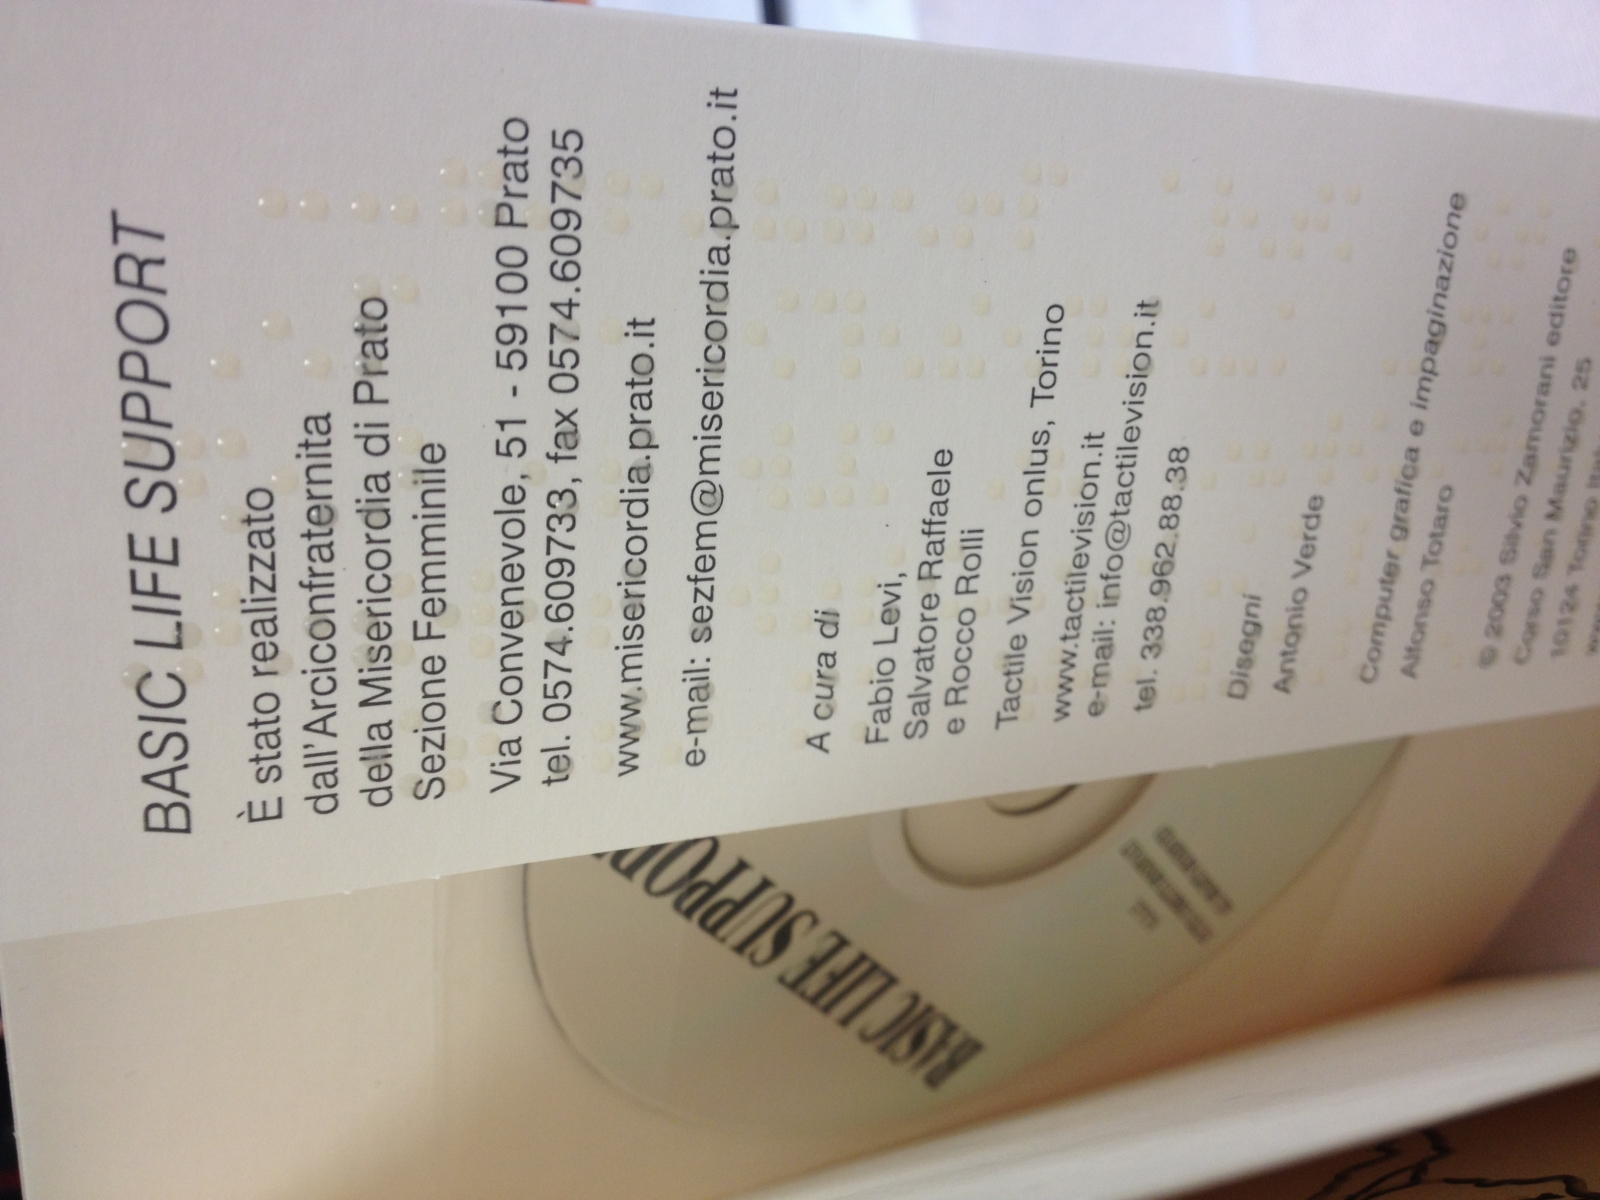 BASIC LIFE SUPPORT
È stato realizzato
dall'Arciconfraternita
della Misericordia di Prato
Sezione Femminile
Via Convenevole, 51 - 59100 Prato
tel. 0574.609733, fax 0574.609735
www.misericordia.prato.it
e-mail: sezfem@misericordia.prato.it
A cura di
Fabio Levi,
Salvatore Raffaele
e Rocco Rolli
Tactile Vision onlus, Torino
www.tactilevision.it
e-mail: info@tactilevision.it
tel. 338.962.88.38
Disegni
Antonio Verde
Computer grafica e impaginazione
Alfonso Totaro
© 2003 Silvio Zamorani editore
Corso San Maurizio, 25
10124 Torino
BASIC LIFE SUPPOR